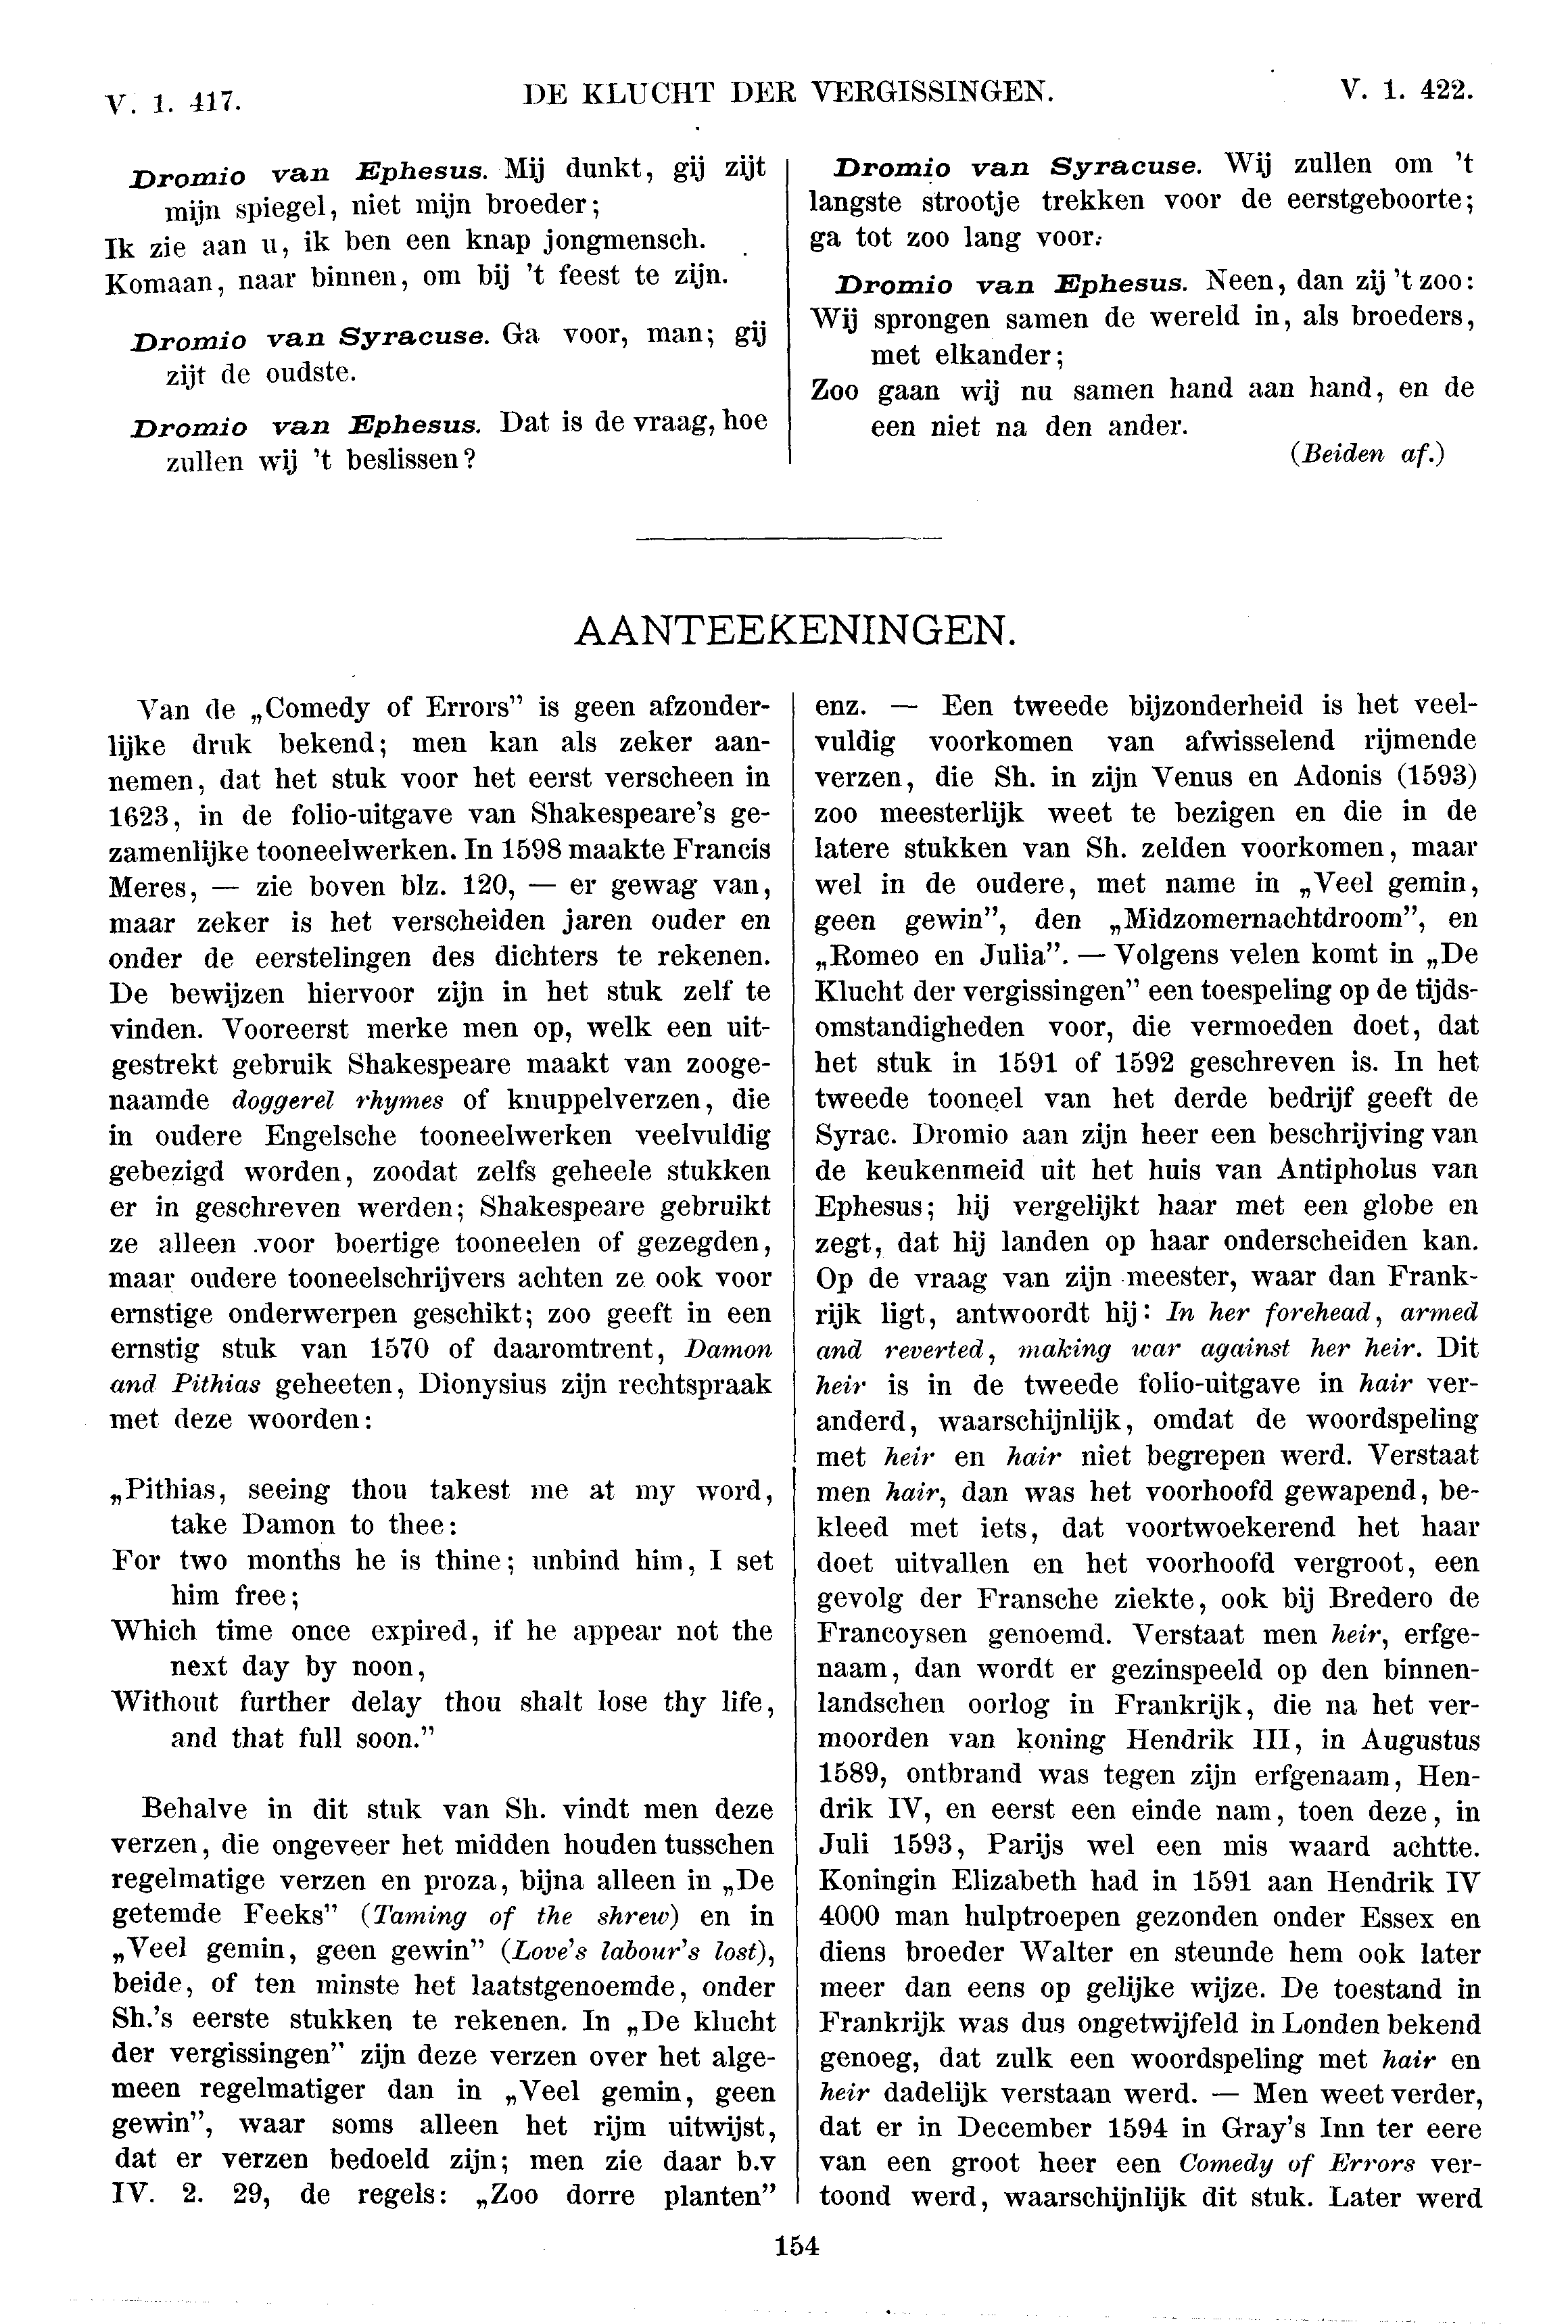 V. 1. 417.
DE KLUCHT DER VERGISSINGEN.
V. 1. 422.
Dromio van Ephesus. Mij dunkt, gij zijt
mijn spiegel, niet mijn broeder;
Ik zie aan u, ik ben een knap jongmensch.
Komaan, naar binnen, om bij 't feest te zijn.
Dromio van Syracuse. Ga voor, man; gij
zijt de oudste.
Dromio van Ephesus. Dat is de vraag, hoe
zullen wij 't beslissen?
Dromio van Syracuse. Wij zullen om 't
langste strootje trekken voor de eerstgeboorte;
ga tot zoo lang voor.
Dromio van Ephesus. Neen, dan zij 't zoo:
Wij sprongen samen de wereld in, als broeders,
met elkander;
Zoo gaan wij nu samen hand aan hand, en de
een niet na den ander.
(Beiden af.)
AANTEEKENINGEN.
Van de „Comedy of Errors” is geen afzonder-
lijke druk bekend; men kan als zeker aan-
nemen, dat het stuk voor het eerst verscheen in
1623, in de folio-uitgave van Shakespeare's ge-
zamenlijke tooneelwerken. In 1598 maakte Francis
Meres, — zie boven blz. 120, — er gewag van,
maar zeker is het verscheiden jaren ouder en
onder de eerstelingen des dichters te rekenen.
De bewijzen hiervoor zijn in het stuk zelf te
vinden. Vooreerst merke men op, welk een uit-
gestrekt gebruik Shakespeare maakt van zooge-
naamde doggerel rhymes of knuppelverzen, die
in oudere Engelsche tooneelwerken veelvuldig
gebezigd worden, zoodat zelfs geheele stukken
er in geschreven werden; Shakespeare gebruikt
ze alleen voor boertige tooneelen of gezegden,
maar oudere tooneelschrijvers achten ze ook voor
ernstige onderwerpen geschikt; zoo geeft in een
ernstig stuk van 1570 of daaromtrent, Damon
and Pithias geheeten, Dionysius zijn rechtspraak
met deze woorden:
„Pithias, seeing thou takest me at my word,
take Damon to thee:
For two months he is thine; unbind him, I set
him free;
Which time once expired, if he appear not the
next day by noon,
Without further delay thou shalt lose thy life,
and that full soon.”
Behalve in dit stuk van Sh. vindt men deze
verzen, die ongeveer het midden houden tusschen
regelmatige verzen en proza, bijna alleen in „De
getemde Feeks” (Taming of the shrew) en in
„Veel gemin, geen gewin” (Love's labour's lost),
beide, of ten minste het laatstgenoemde, onder
Sh.'s eerste stukken te rekenen. In „De klucht
der vergissingen” zijn deze verzen over het alge-
meen regelmatiger dan in „Veel gemin, geen
gewin”, waar soms alleen het rijm uitwijst,
dat er verzen bedoeld zijn; men zie daar b.v
IV. 2. 29, de regels: „Zoo dorre planten”
enz. — Een tweede bijzonderheid is het veel-
vuldig voorkomen van afwisselend rijmende
verzen, die Sh. in zijn Venus en Adonis (1593)
zoo meesterlijk weet te bezigen en die in de
latere stukken van Sh. zelden voorkomen, maar
wel in de oudere, met name in „Veel gemin,
geen gewin”, den „Midzomernachtdroom”, en
„Romeo en Julia”. — Volgens velen komt in „De
Klucht der vergissingen” een toespeling op de tijds-
omstandigheden voor, die vermoeden doet, dat
het stuk in 1591 of 1592 geschreven is. In het
tweede tooneel van het derde bedrijf geeft de
Syrac. Dromio aan zijn heer een beschrijving van
de keukenmeid uit het huis van Antipholus van
Ephesus; hij vergelijkt haar met een globe en
zegt, dat hij landen op haar onderscheiden kan.
Op de vraag van zijn meester, waar dan Frank-
rijk ligt, antwoordt hij: In her forehead, armed
and reverted, making war against her heir. Dit
heir is in de tweede folio-uitgave in hair ver-
anderd, waarschijnlijk, omdat de woordspeling
met heir en hair niet begrepen werd. Verstaat
men hair, dan was het voorhoofd gewapend, be-
kleed met iets, dat voortwoekerend het haar
doet uitvallen en het voorhoofd vergroot, een
gevolg der Fransche ziekte, ook bij Bredero de
Francoysen genoemd. Verstaat men heir, erfge-
naam, dan wordt er gezinspeeld op den binnen-
landschen oorlog in Frankrijk, die na het ver-
moorden van koning Hendrik III, in Augustus
1589, ontbrand was tegen zijn erfgenaam, Hen-
drik IV, en eerst een einde nam, toen deze, in
Juli 1593, Parijs wel een mis waard achtte.
Koningin Elizabeth had in 1591 aan Hendrik IV
4000 man hulptroepen gezonden onder Essex en
diens broeder Walter en steunde hem ook later
meer dan eens op gelijke wijze. De toestand in
Frankrijk was dus ongetwijfeld in Londen bekend
genoeg, dat zulk een woordspeling met hair en
heir dadelijk verstaan werd. — Men weet verder,
dat er in December 1594 in Gray's Inn ter eere
van een groot heer een Comedy of Errors ver-
toond werd, waarschijnlijk dit stuk. Later werd
154